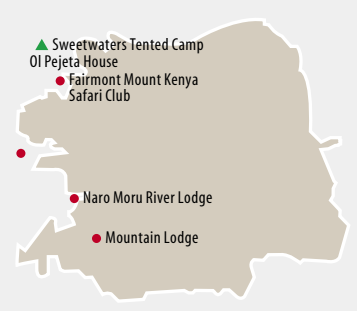 Sweetwaters Tented Camp
Ol Pejeta House
Fairmont Mount Kenya
Safari Club
Naro Moru River Lodge
Mountain Lodge